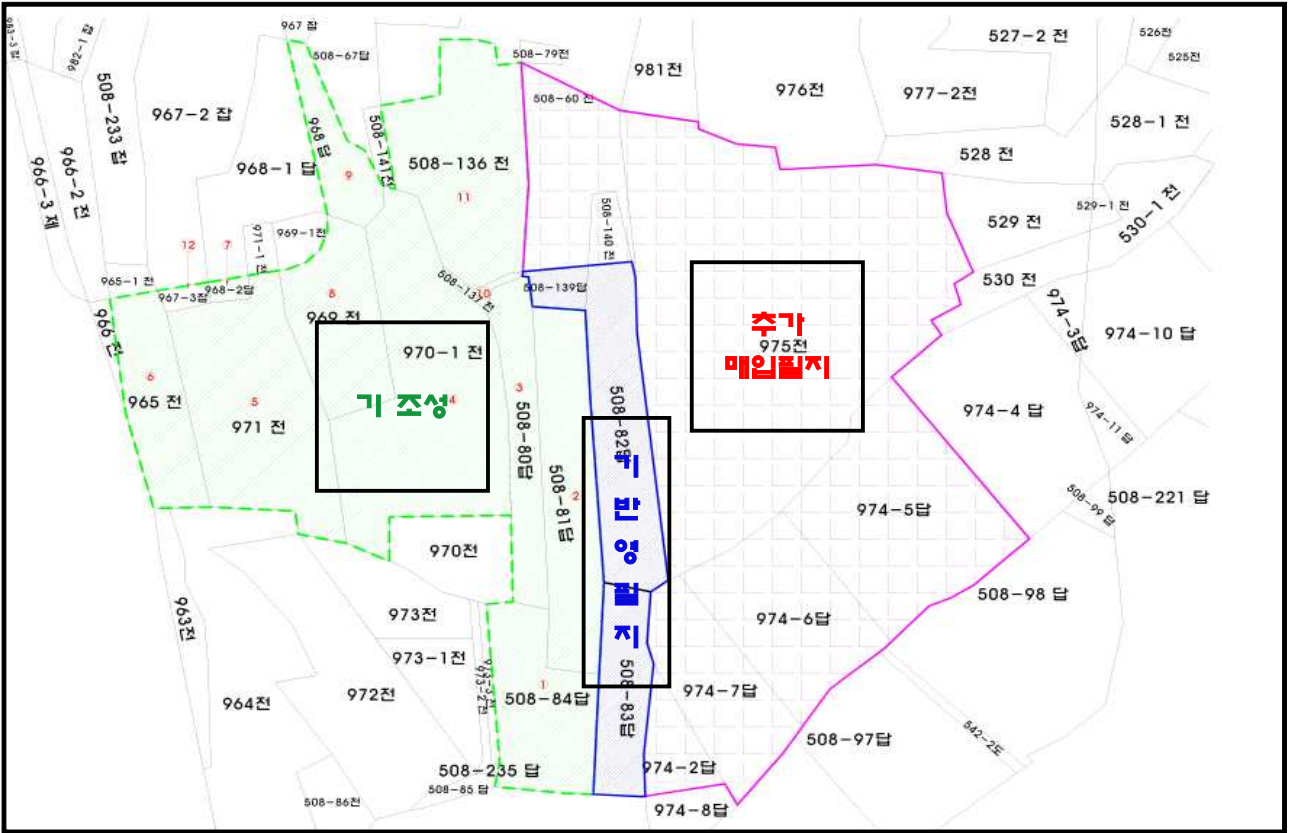 983-3 잡
982-1 잡
967 잡
508-67답
508-79전
981전
976전
977-2전
527-2 전
526전
525전
528-1 전
508-233 잡
967-2 잡
968 답
508-141전
508-136 전
508-60 전
528 전
966-3 제
966-2 전
968-1 답
9
11
508-140 전
529 전
529-1 전
530-1 전
12
7
971-1 전
969-1전
965-1 전
967-3잡
968-2답
8
969 전
508-137 전
10
508-139답
530 전
974-3답
974-10 답
966 전
970-1 전
추가
975전
매입필지
6
965 전
5
971 전
기 조성
4
3
508-80답
508-82답
974-4 답
974-11 답
508-81답
2
기
반
영
필
지
974-5답
508-99 답
508-221 답
970전
963전
973전
973-1전
973-3 전
973-2 전
974-6답
508-98 답
964전
972전
1
508-84답
508-83답
974-7답
508-97답
542-2도
508-235 답
508-85 답
508-86전
974-2답
974-8답